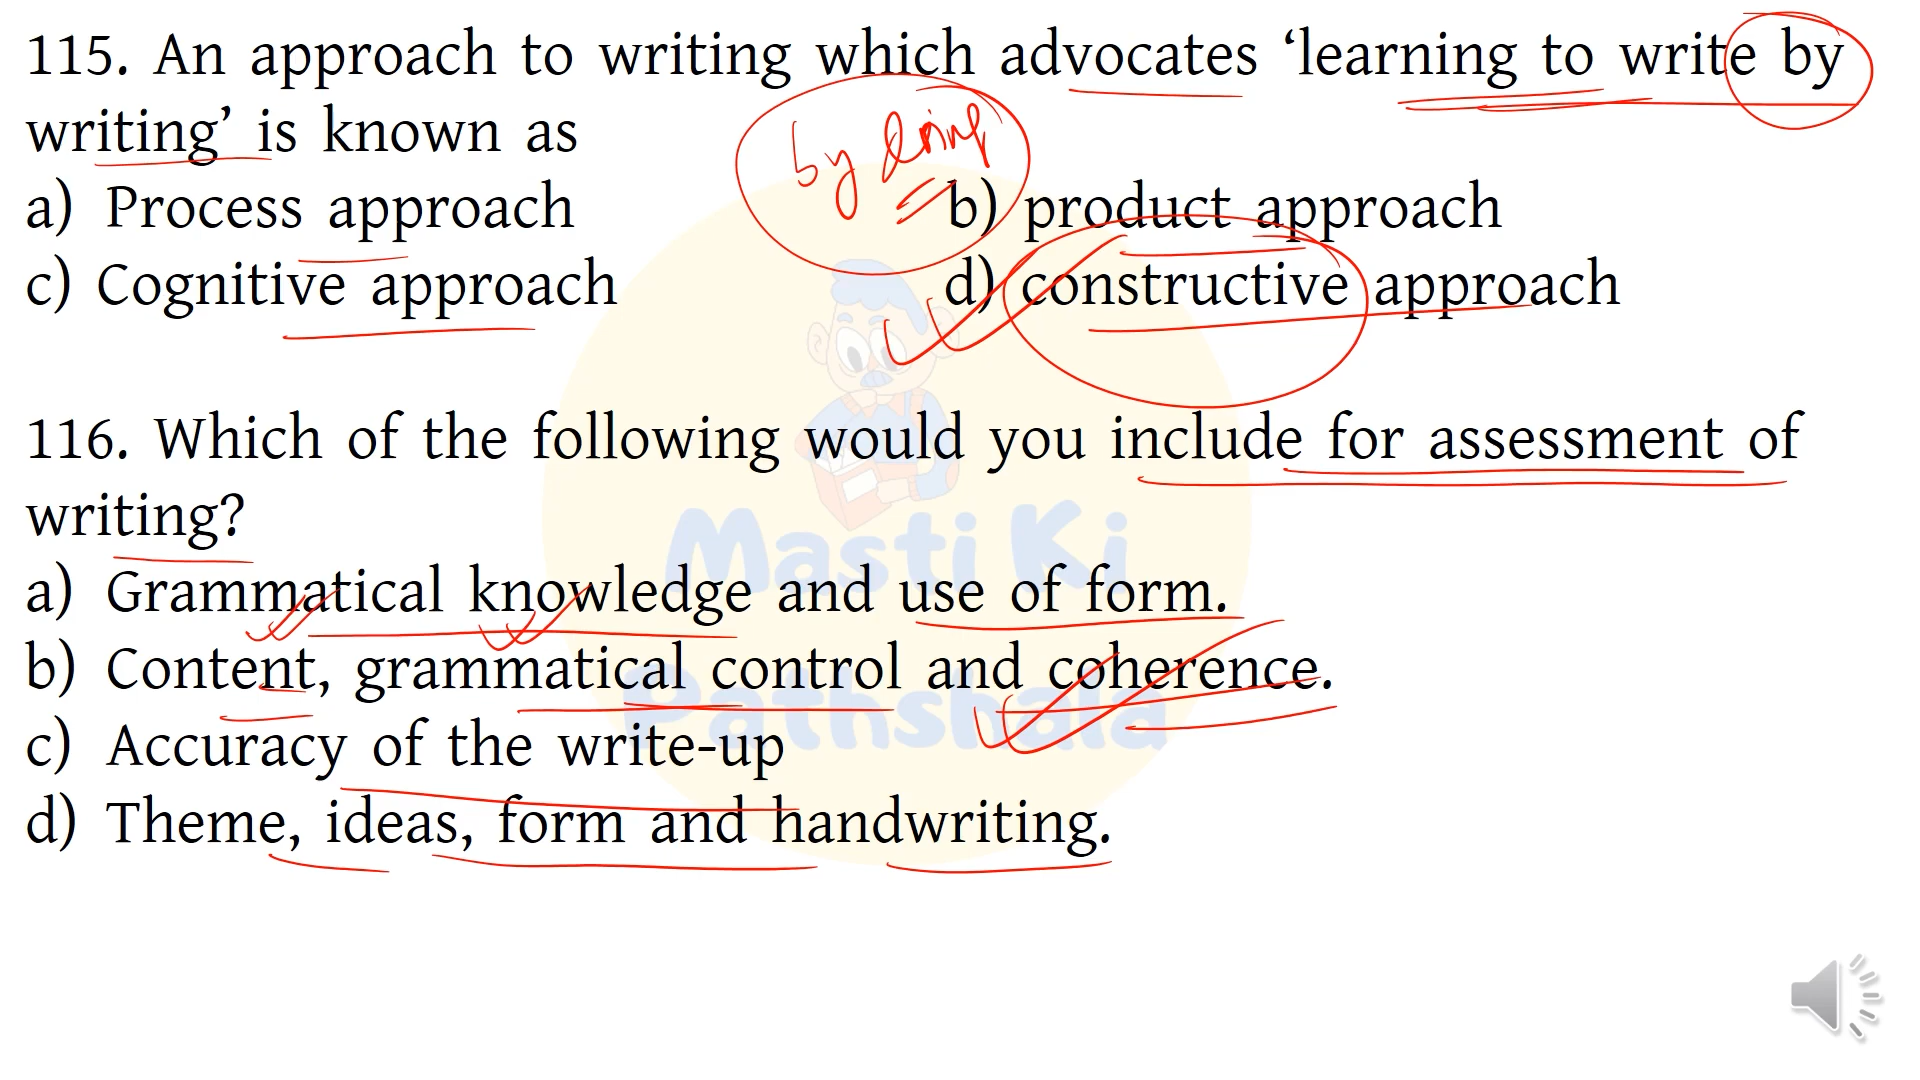 115. An approach to writing which advocates ‘learning to write by
writing’ is known as
by doing
a) Process approach b) product approach
c) Cognitive approach d) constructive approach
116. Which of the following would you include for assessment of
writing?
a) Grammatical knowledge and use of form.
b) Content, grammatical control and coherence.
c) Accuracy of the write-up
d) Theme, ideas, form and handwriting.
Masti Ki
Pathshala